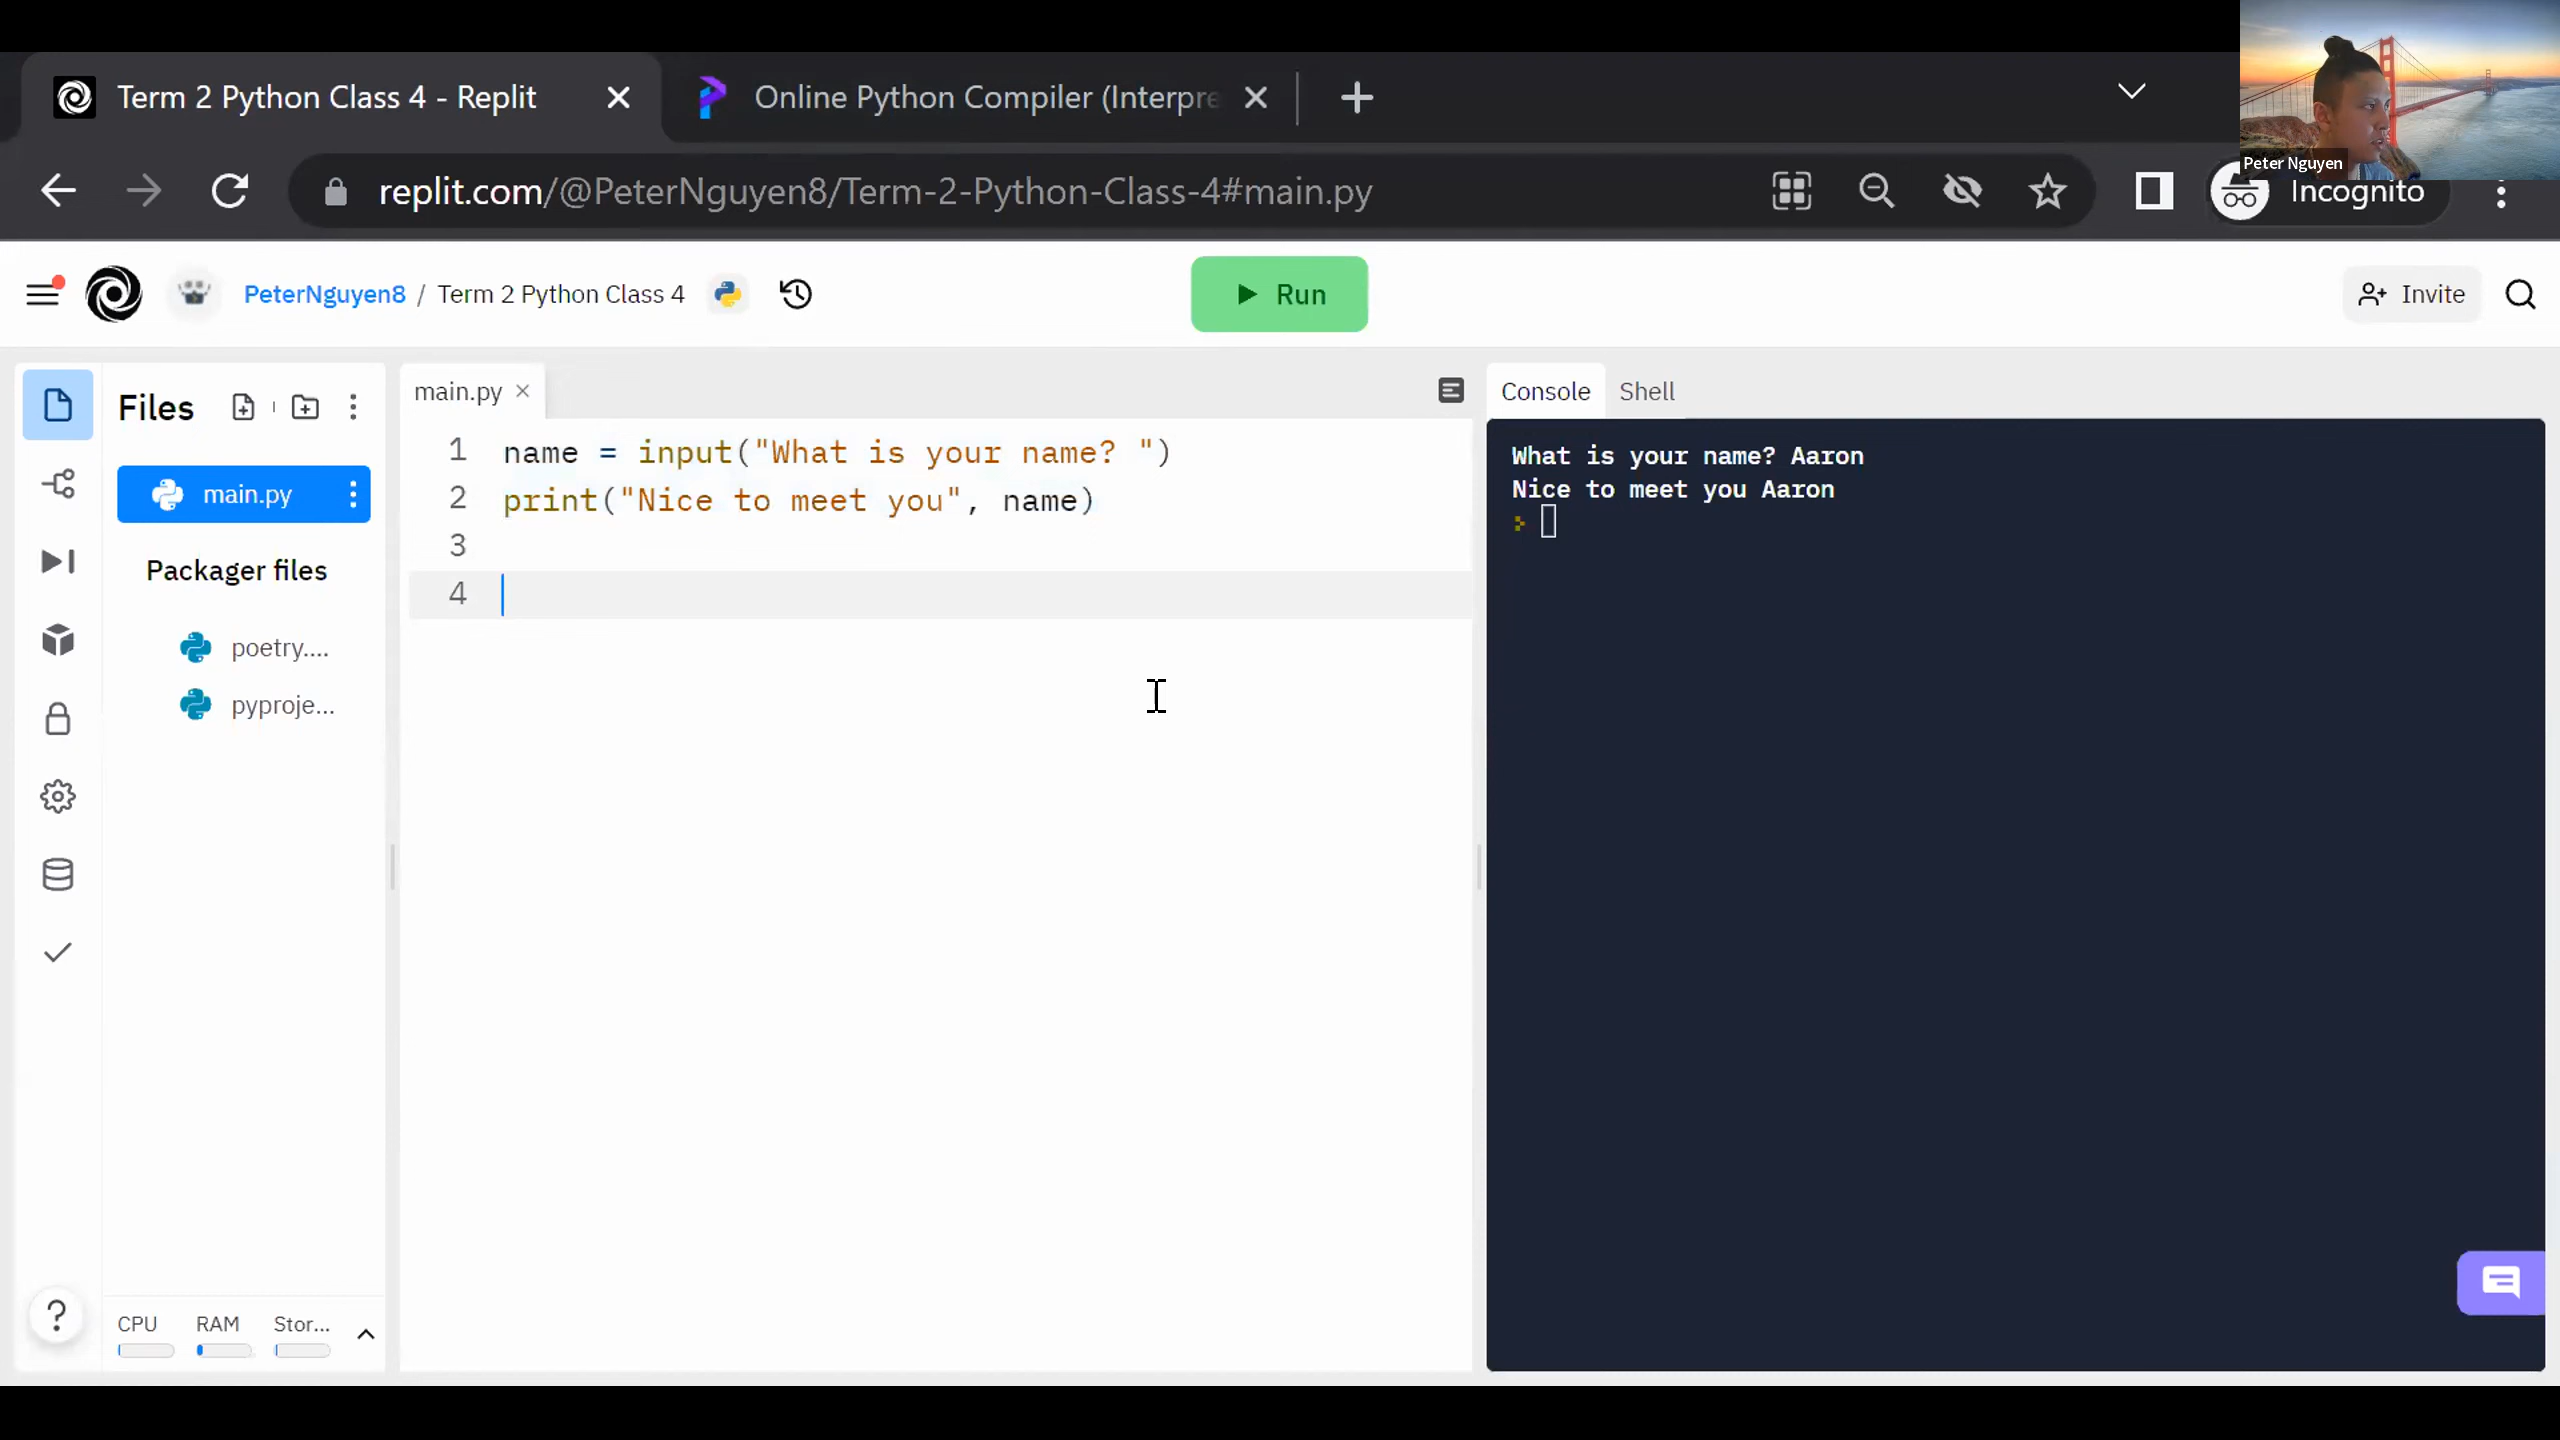 Term 2 Python Class 4 - Replit
Online Python Compiler (Interpre
Peter Nguyen
replit.com/@PeterNguyen8/Term-2-Python-Class-4#main.py
Incognito
PeterNguyen8 / Term 2 Python Class 4
Run
Invite
Files
main.py
Packager files
poetry....
pyproje...
CPU RAM Stor...
main.py
1 name = input("What is your name? ")
2 print("Nice to meet you", name)
3
4
Console Shell
What is your name? Aaron
Nice to meet you Aaron